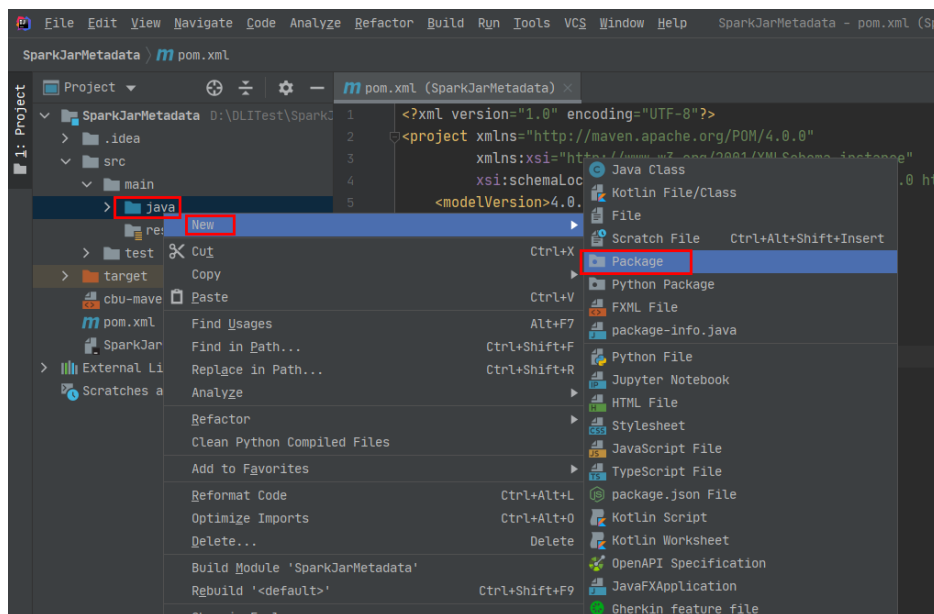 File Edit View Navigate Code Analyze Refactor Build Run Tools VCS Window Help SparkJarMetadata - pom.xml
SparkJarMetadata pom.xml
1: Project
Project
pom.xml (SparkJarMetadata)
SparkJarMetadata D:\DLITest\SparkJ
.idea
src
main
java
test
target
cbu-mave
pom.xml
SparkJar
External Li
Scratches a
1 <?xml version="1.0" encoding="UTF-8"?>
2 <project xmlns="http://maven.apache.org/POM/4.0.0"
3 xmlns:xsi="http://www.w3.org/2001/XMLSchema-instance"
4 xsi:schemaLoc .0 ht
5 <modelVersion>4.0.
New
Cut Ctrl+X
Copy
Paste Ctrl+V
Find Usages Alt+F7
Find in Path... Ctrl+Shift+F
Replace in Path... Ctrl+Shift+R
Analyze
Refactor
Clean Python Compiled Files
Add to Favorites
Reformat Code Ctrl+Alt+L
Optimize Imports Ctrl+Alt+O
Delete... Delete
Build Module 'SparkJarMetadata'
Rebuild '<default>' Ctrl+Shift+F9
Java Class
Kotlin File/Class
File
Scratch File Ctrl+Alt+Shift+Insert
Package
Python Package
FXML File
package-info.java
Python File
Jupyter Notebook
HTML File
Stylesheet
JavaScript File
TypeScript File
package.json File
Kotlin Script
Kotlin Worksheet
OpenAPI Specification
JavaFXApplication
Gherkin feature file